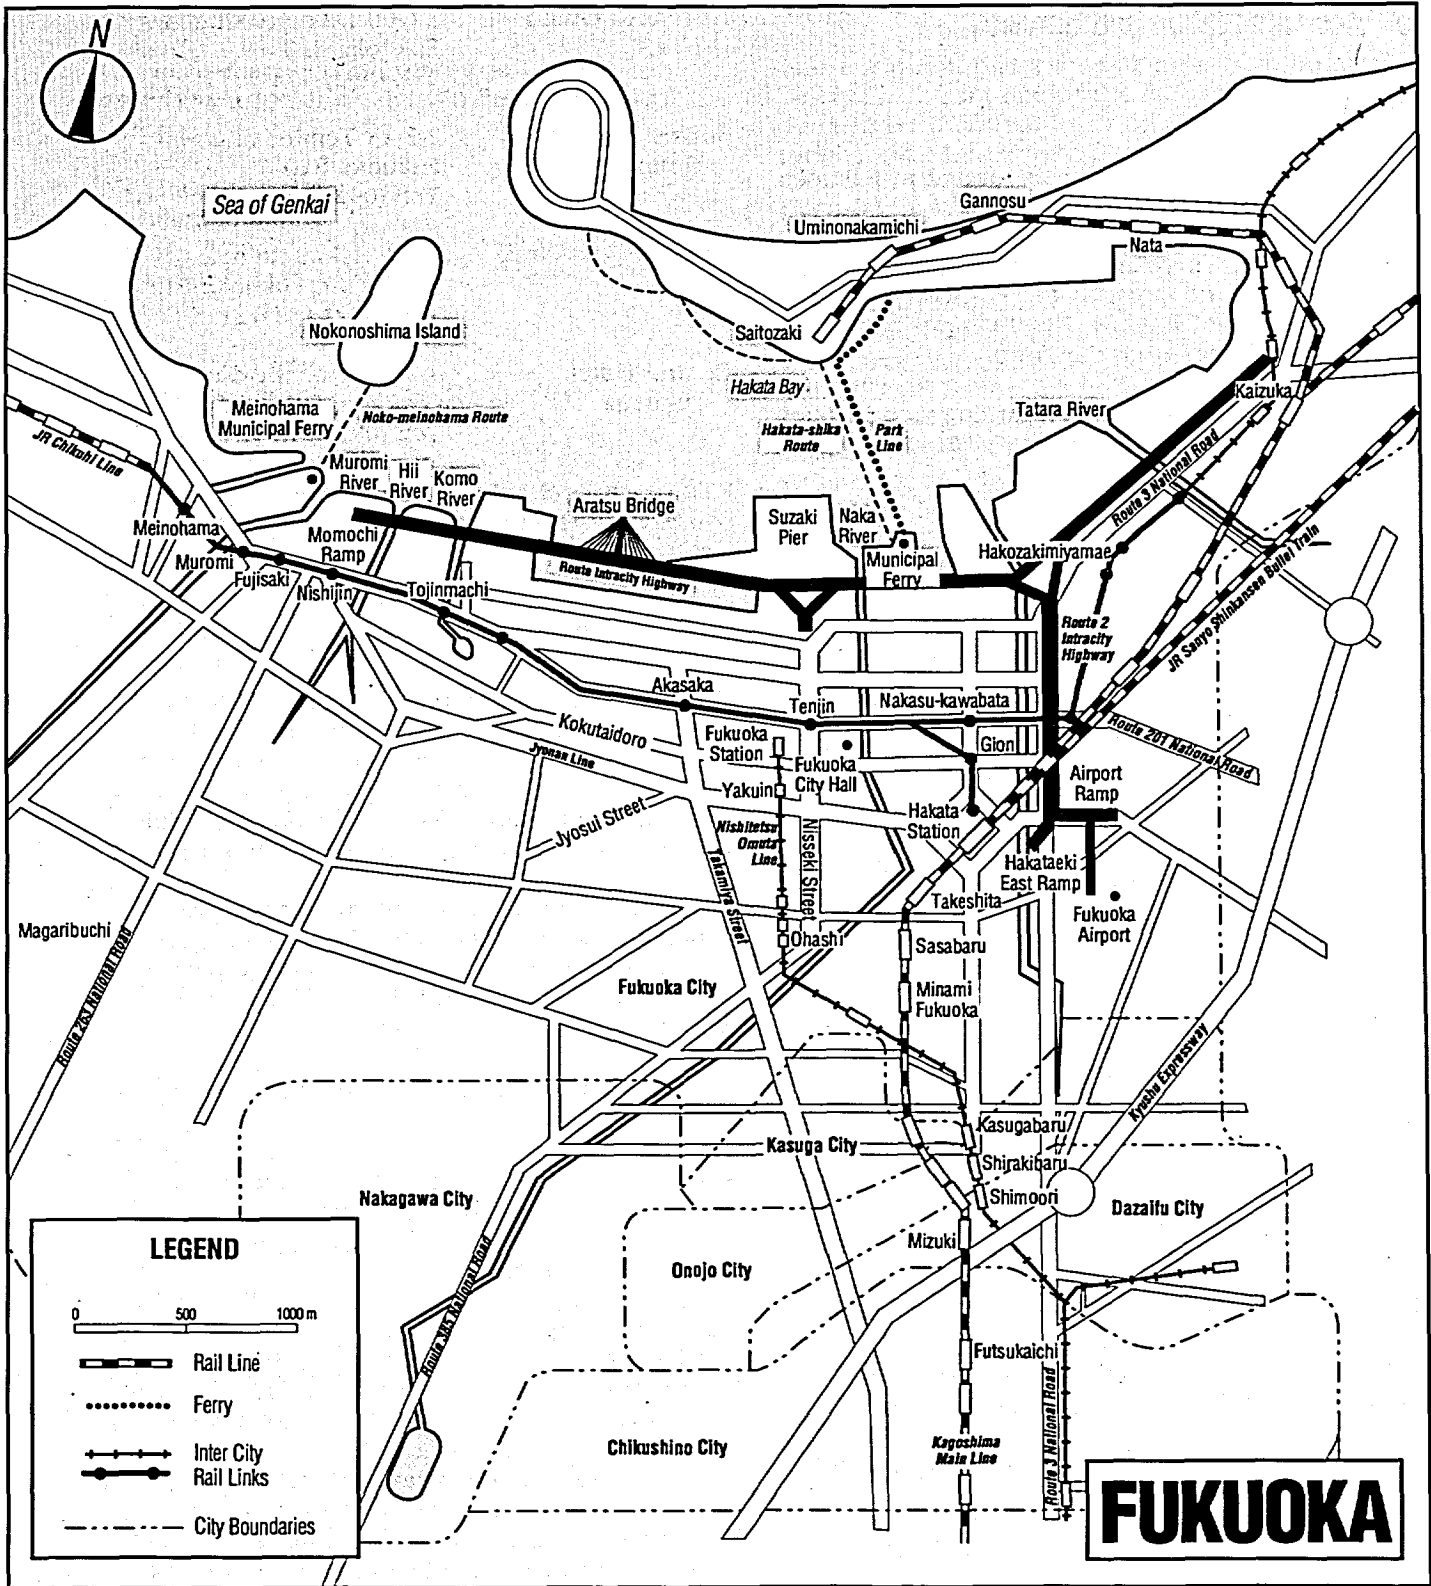 N
Sea of Genkai
Gannosu
Uminonakamichi
Nata
Nokonoshima Island
Saitozaki
Hakata Bay
Meinohama
Municipal Ferry
Noko-meinohama Route
Hakata-shika
Route
Park
Line
Tatara River
Kaizuka
JR Chikuhi Line
Muromi
River
Hii
River
Komo
River
Aratsu Bridge
Suzaki
Pier
Naka
River
Route 3 National Road
Meinohama
Muromi
Fujisaki
Momochi
Ramp
Nishijin
Tojinmachi
Route Intracity Highway
Municipal
Ferry
Hakozakimiyamae
Route 2
Intracity
Highway
JR Sanyo Shinkansen Bullet Train
Akasaka
Tenjin
Nakasu-kawabata
Kokutaidoro
Jyonan Line
Fukuoka
Station
Fukuoka
City Hall
Gion
Route 201 National Road
Yakuin
Airport
Ramp
Jyosui Street
Nishitetsu
Omuta
Line
Nisseki Street
Hakata
Station
Takamiya Street
Hakataeki
East Ramp
Takeshita
Fukuoka
Airport
Magaribuchi
Route 263 National Road
Ohashi
Sasabaru
Fukuoka City
Minami
Fukuoka
Kyushu Expressway
Kasugabaru
Kasuga City
Shirakibaru
Nakagawa City
Shimoori
Dazaifu City
Mizuki
Onojo City
Route 385 National Road
Futsukaichi
Chikushino City
Kagoshima
Main Line
Route 3 National Road
LEGEND
0 500 1000 m
Rail Line
Ferry
Inter City
Rail Links
City Boundaries
FUKUOKA